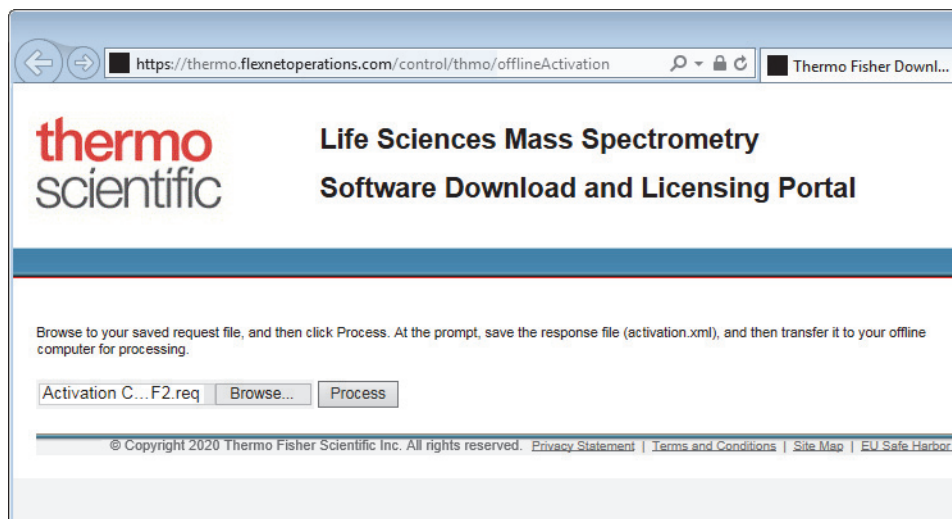 https://thermo.flexnetoperations.com/control/thmo/offlineActivation
Thermo Fisher Downl...
thermo
scientific
Life Sciences Mass Spectrometry
Software Download and Licensing Portal
Browse to your saved request file, and then click Process. At the prompt, save the response file (activation.xml), and then transfer it to your offline
computer for processing.
Activation C...F2.req Browse... Process
© Copyright 2020 Thermo Fisher Scientific Inc. All rights reserved. Privacy Statement | Terms and Conditions | Site Map | EU Safe Harbor